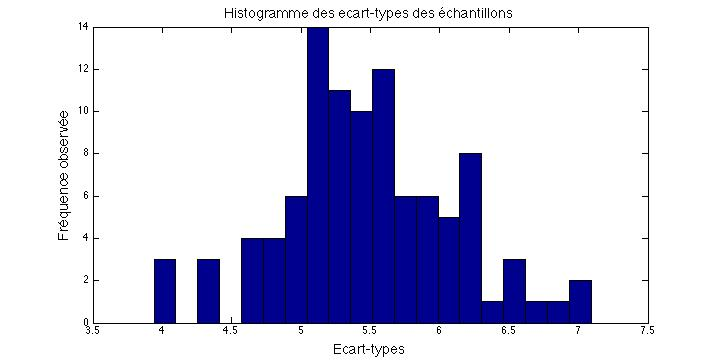 Histogramme des ecart-types des échantillons
14
12
10
8
6
4
2
0
Fréquence observée
3.5 4 4.5 5 5.5 6 6.5 7 7.5
Ecart-types